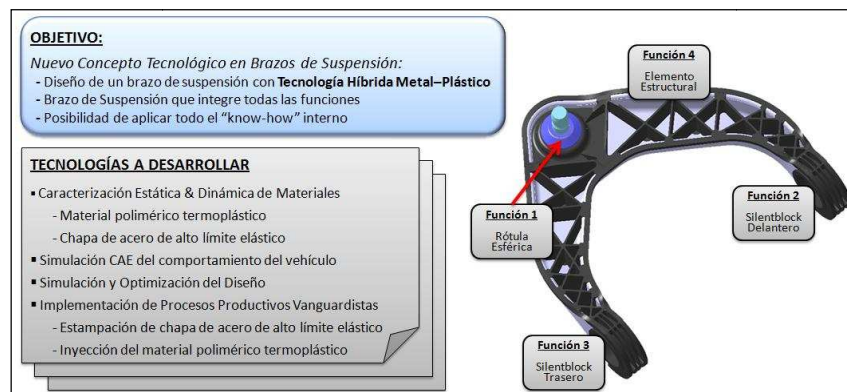 OBJETIVO:
Nuevo Concepto Tecnológico en Brazos de Suspensión:
- Diseño de un brazo de suspensión con Tecnología Híbrida Metal–Plástico
- Brazo de Suspensión que integre todas las funciones
- Posibilidad de aplicar todo el “know-how” interno
TECNOLOGÍAS A DESARROLLAR
▪ Caracterización Estática & Dinámica de Materiales
- Material polimérico termoplástico
- Chapa de acero de alto límite elástico
▪ Simulación CAE del comportamiento del vehículo
▪ Simulación y Optimización del Diseño
▪ Implementación de Procesos Productivos Vanguardistas
- Estampación de chapa de acero de alto límite elástico
- Inyección del material polimérico termoplástico
Función 4
Elemento
Estructural
Función 1
Rótula
Esférica
Función 2
Silentblock
Delantero
Función 3
Silentblock
Trasero